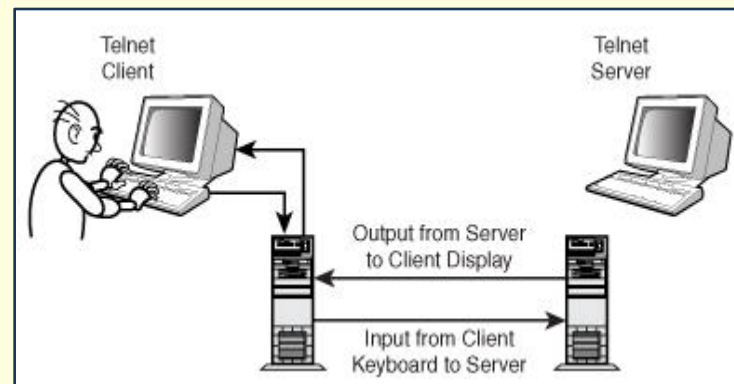 Telnet
Client
Telnet
Server
Output from Server
to Client Display
Input from Client
Keyboard to Server